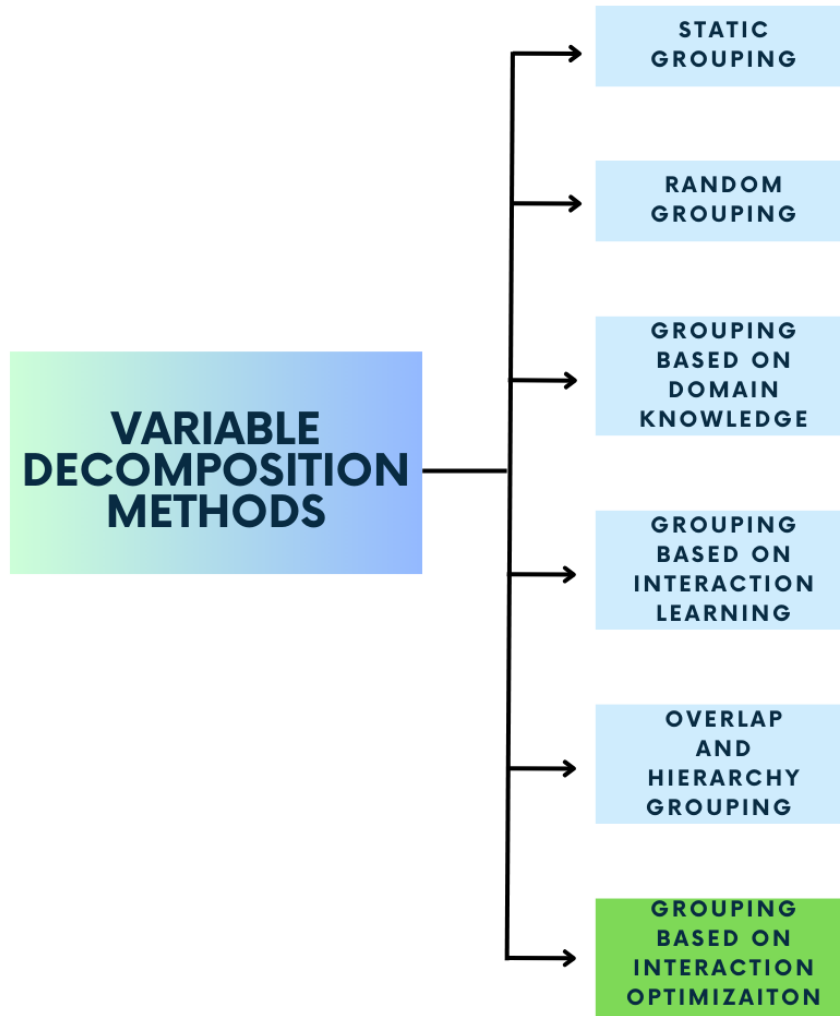 STATIC
GROUPING
RANDOM
GROUPING
GROUPING
BASED ON
DOMAIN
KNOWLEDGE
VARIABLE
DECOMPOSITION
METHODS
GROUPING
BASED ON
INTERACTION
LEARNING
OVERLAP
AND
HIERARCHY
GROUPING
GROUPING
BASED ON
INTERACTION
OPTIMIZAITON